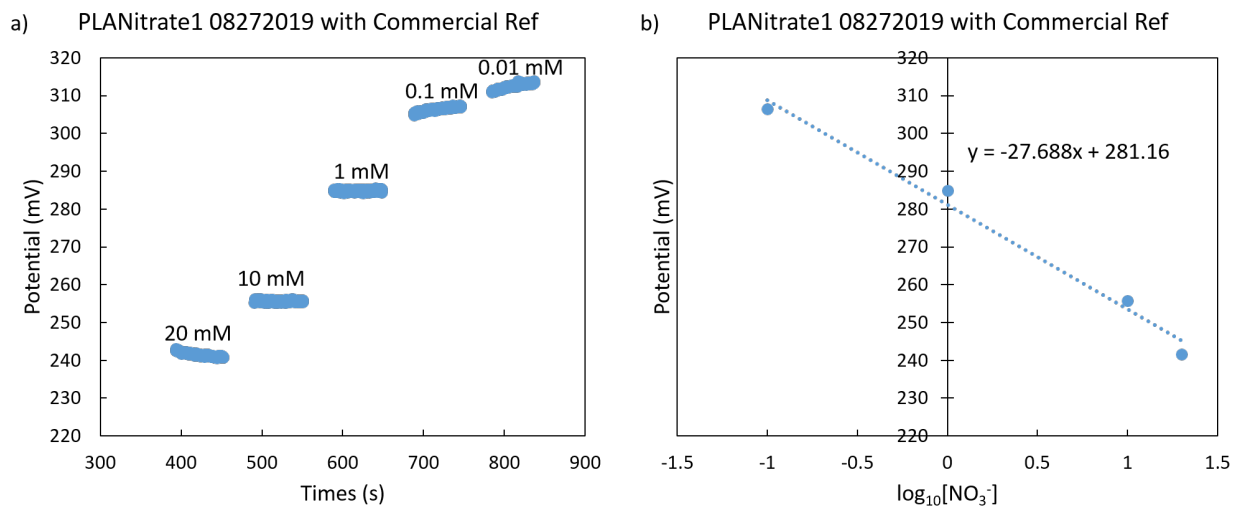 a)
PLANitrate1 08272019 with Commercial Ref
Potential (mV)
320
310
300
290
280
270
260
250
240
230
220
0.01 mM
0.1 mM
1 mM
10 mM
20 mM
300 400 500 600 700 800 900
Times (s)
b)
PLANitrate1 08272019 with Commercial Ref
Potential (mV)
320
310
300
290
280
270
260
250
240
230
220
y = -27.688x + 281.16
-1.5 -1 -0.5 0 0.5 1 1.5
log₁₀[NO₃⁻]